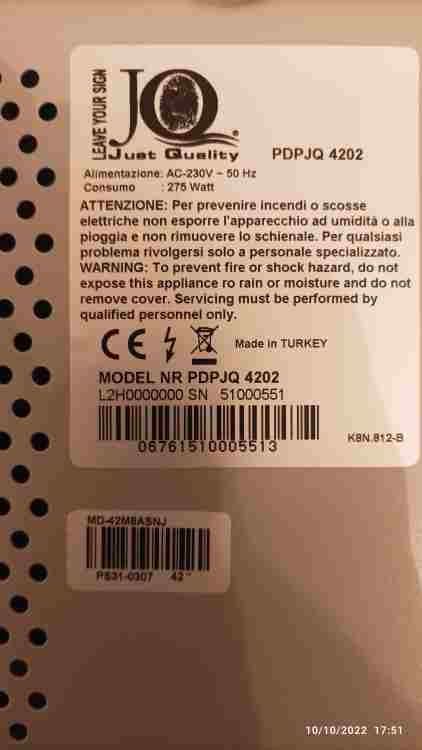 LEAVE YOUR SIGN
JQ
Just Quality
PDPJQ 4202
Alimentazione: AC-230V ~ 50 Hz
Consumo : 275 Watt
ATTENZIONE: Per prevenire incendi o scosse
elettriche non esporre l'apparecchio ad umidità o alla
pioggia e non rimuovere lo schienale. Per qualsiasi
problema rivolgersi solo a personale specializzato.
WARNING: To prevent fire or shock hazard, do not
expose this appliance ro rain or moisture and do not
remove cover. Servicing must be performed by
qualified personnel only.
CE
Made in TURKEY
MODEL NR PDPJQ 4202
L2H0000000 SN 51000551
06761510005513
K8N.812-B
MD-42M8ASNJ
PS31-0307 42"
10/10/2022 17:51